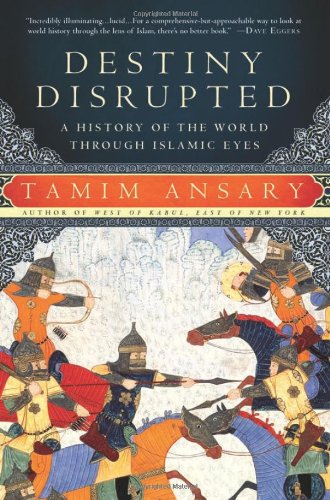 "Incredibly illuminating...lucid...For a comprehensive-but-approachable way to look at
world history through the lens of Islam, there's no better book." —DAVE EGGERS
DESTINY
DISRUPTED
A HISTORY OF THE WORLD
THROUGH ISLAMIC EYES
TAMIM ANSARY
AUTHOR OF WEST OF KABUL, EAST OF NEW YORK